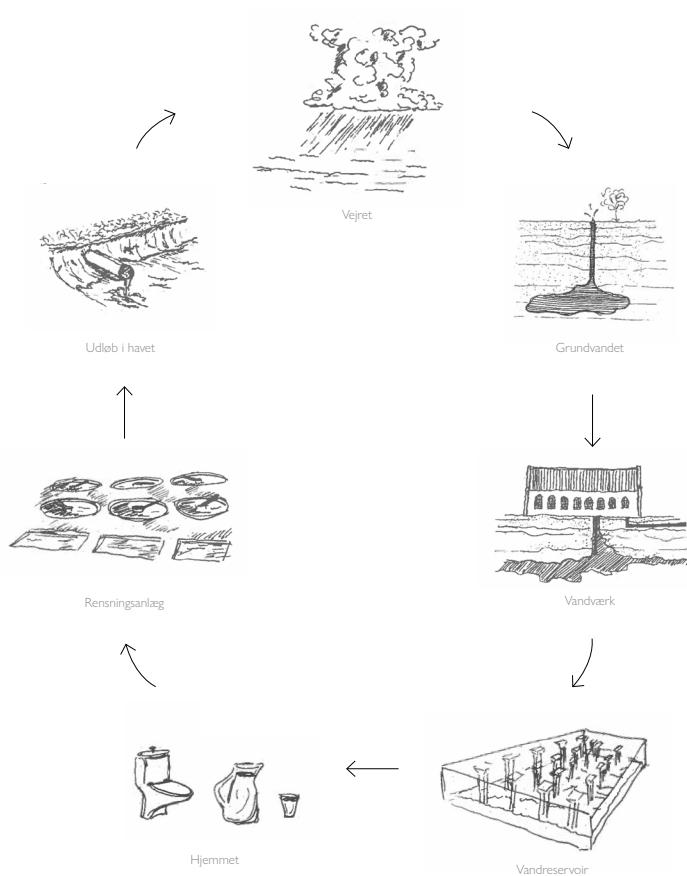 Vejret
Grundvandet
Vandværk
Vandreservoir
Hjemmet
Rensningsanlæg
Udløb i havet